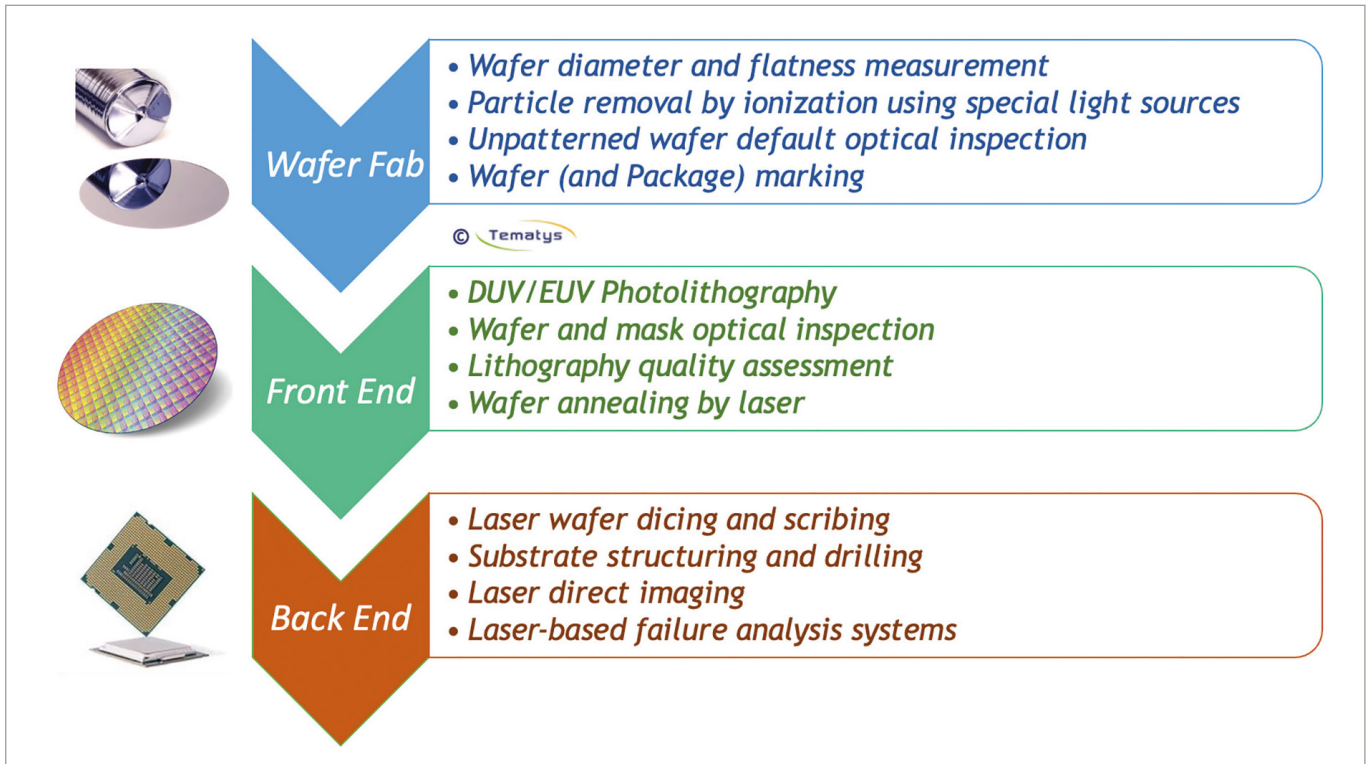 Wafer Fab
• Wafer diameter and flatness measurement
• Particle removal by ionization using special light sources
• Unpatterned wafer default optical inspection
• Wafer (and Package) marking
© Tematys
Front End
• DUV/EUV Photolithography
• Wafer and mask optical inspection
• Lithography quality assessment
• Wafer annealing by laser
Back End
• Laser wafer dicing and scribing
• Substrate structuring and drilling
• Laser direct imaging
• Laser-based failure analysis systems